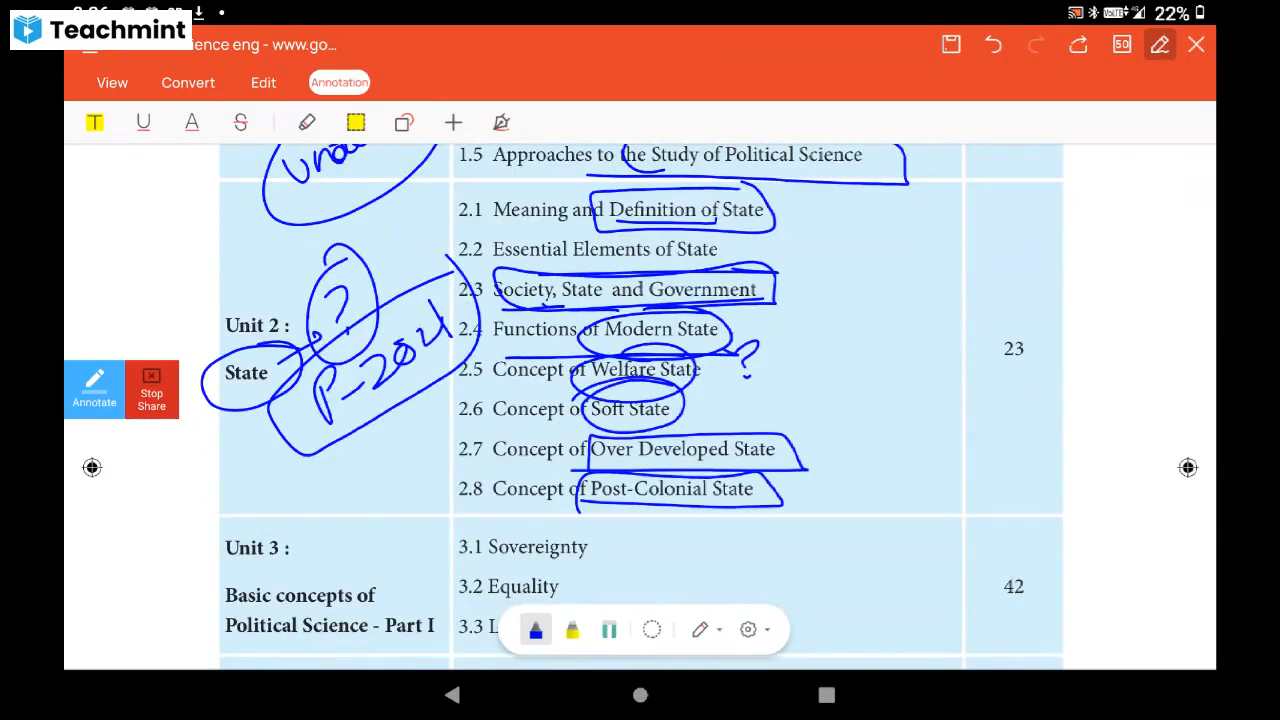 Teachmint
ience eng - www.go...
22%
50
View Convert Edit Annotation
T U A S
1.5 Approaches to the Study of Political Science
2.1 Meaning and Definition of State
2.2 Essential Elements of State
2.3 Society, State and Government
Unit 2 :
2.4 Functions of Modern State
23
?
P-2021
?
State
2.5 Concept of Welfare State
2.6 Concept of Soft State
2.7 Concept of Over Developed State
2.8 Concept of Post-Colonial State
Annotate
Stop
Share
Unit 3 :
3.1 Sovereignty
Basic concepts of
3.2 Equality
42
Political Science - Part I
3.3 L